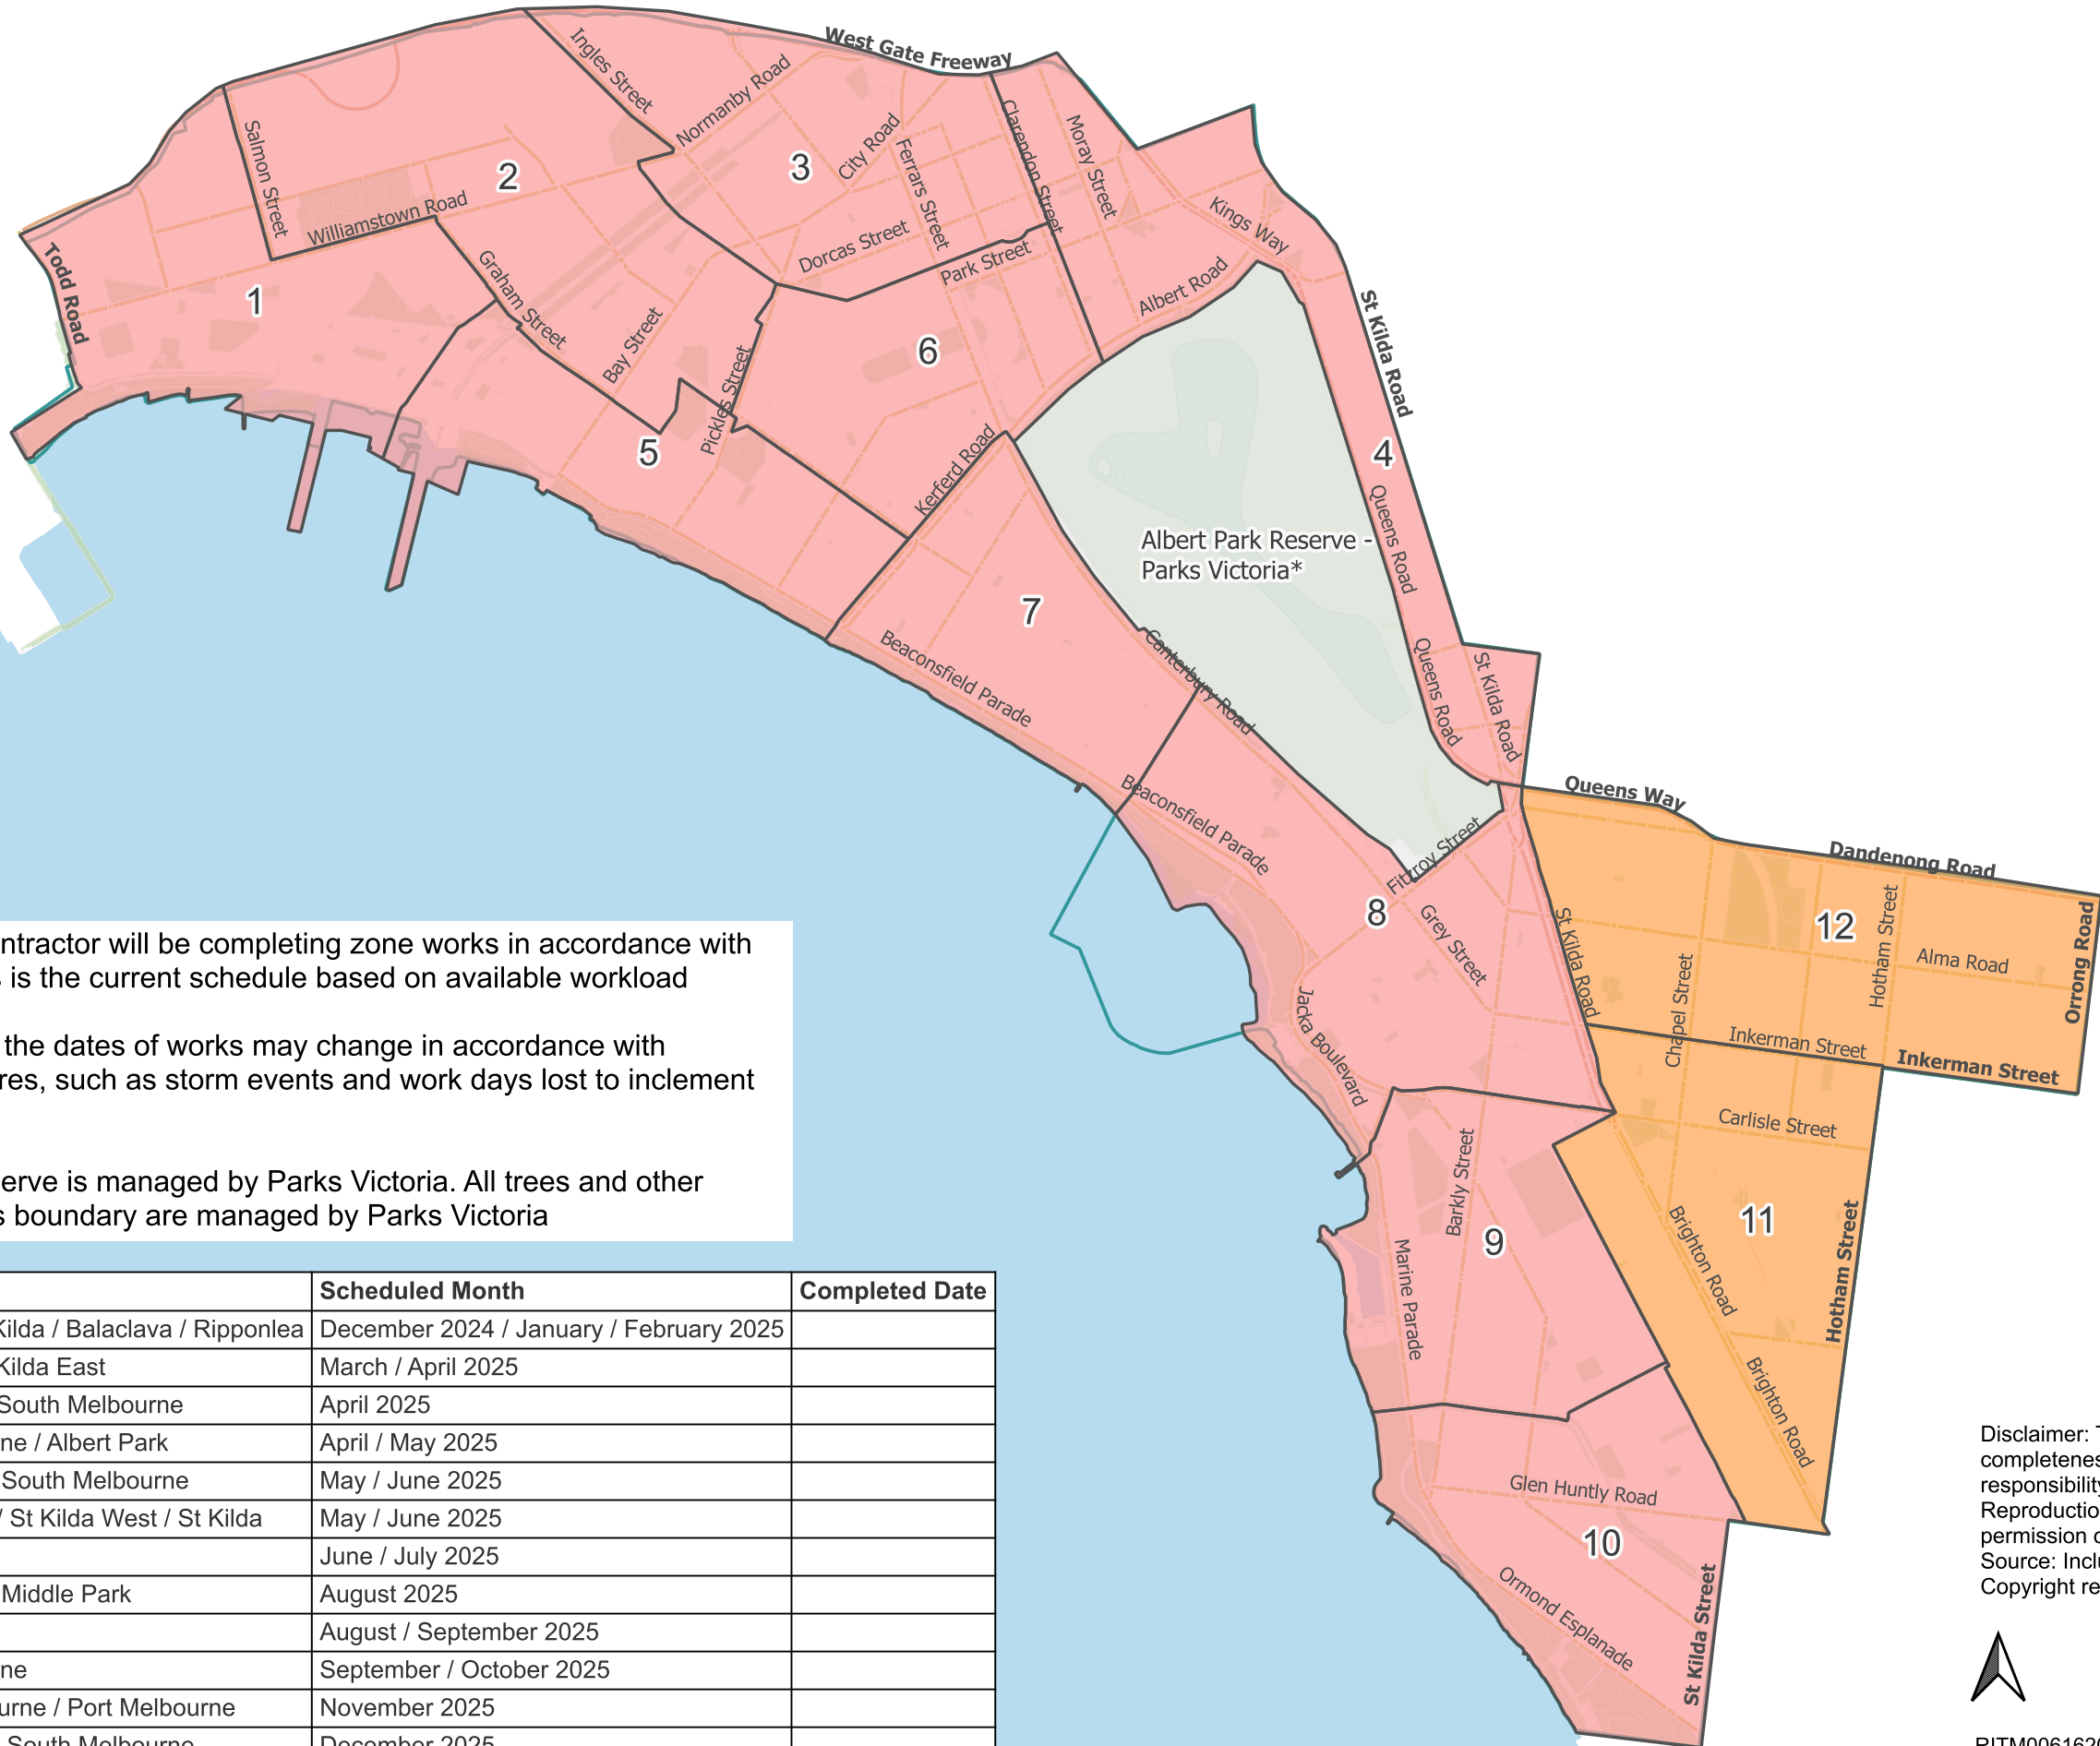 West Gate Freeway
Ingles Street
Normanby Road
Salmon Street
Clarendon Street
Moray Street
City Road
Ferrars Street
2
3
Williamstown Road
Kings Way
Dorcas Street
Park Street
Albert Road
Todd Road
Graham Street
1
Bay Street
St Kilda Road
6
Pickles Street
5
Kerferd Road
4
Queens Road
Albert Park Reserve -
Parks Victoria*
7
Beaconsfield Parade
Canterbury Road
Queens Road
St Kilda Road
Queens Way
Beaconsfield Parade
Fitzroy Street
Dandenong Road
8
Grey Street
St Kilda Road
12
Hotham Street
Alma Road
Orrong Road
Chapel Street
Jacka Boulevard
Inkerman Street
Inkerman Street
Carlisle Street
Barkly Street
9
11
Marine Parade
Brighton Road
Hotham Street
Brighton Road
Glen Huntly Road
10
Ormond Esplanade
St Kilda Street
ntractor will be completing zone works in accordance with
is the current schedule based on available workload
the dates of works may change in accordance with
res, such as storm events and work days lost to inclement
erve is managed by Parks Victoria. All trees and other
s boundary are managed by Parks Victoria
Scheduled Month Completed Date
Kilda / Balaclava / Ripponlea December 2024 / January / February 2025
Kilda East March / April 2025
South Melbourne April 2025
ne / Albert Park April / May 2025
South Melbourne May / June 2025
/ St Kilda West / St Kilda May / June 2025
June / July 2025
Middle Park August 2025
August / September 2025
ne September / October 2025
urne / Port Melbourne November 2025
South Melbourne December 2025
Disclaimer:
completenes
responsibility
Reproductio
permission
Source: Incl
Copyright re